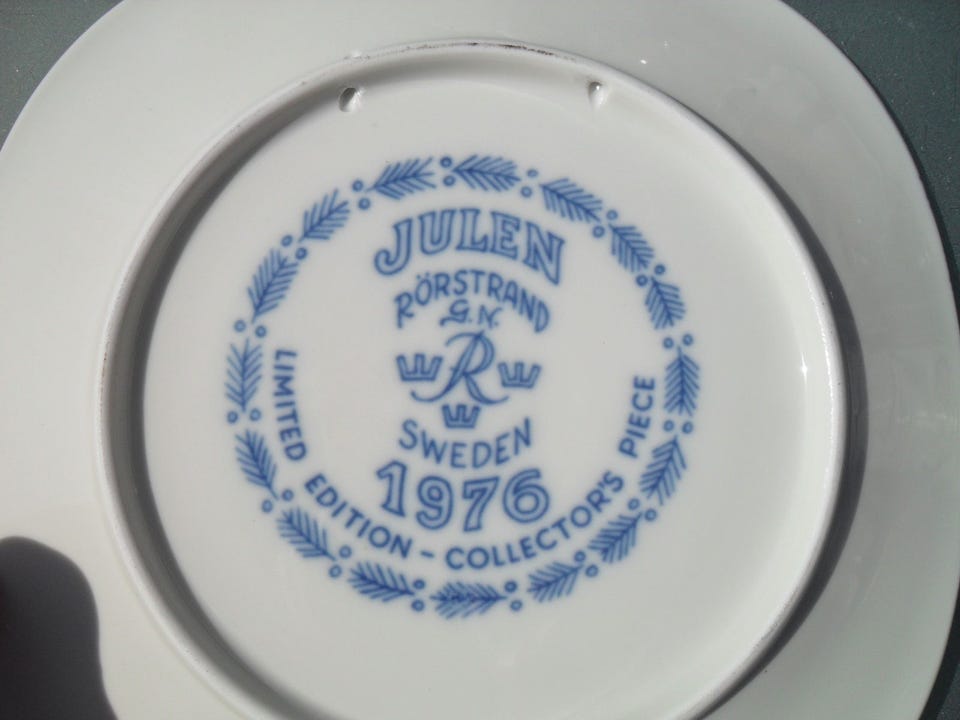 JULEN
RÖRSTRAND
G.N.
R
SWEDEN
1976
LIMITED EDITION - COLLECTOR'S PIECE